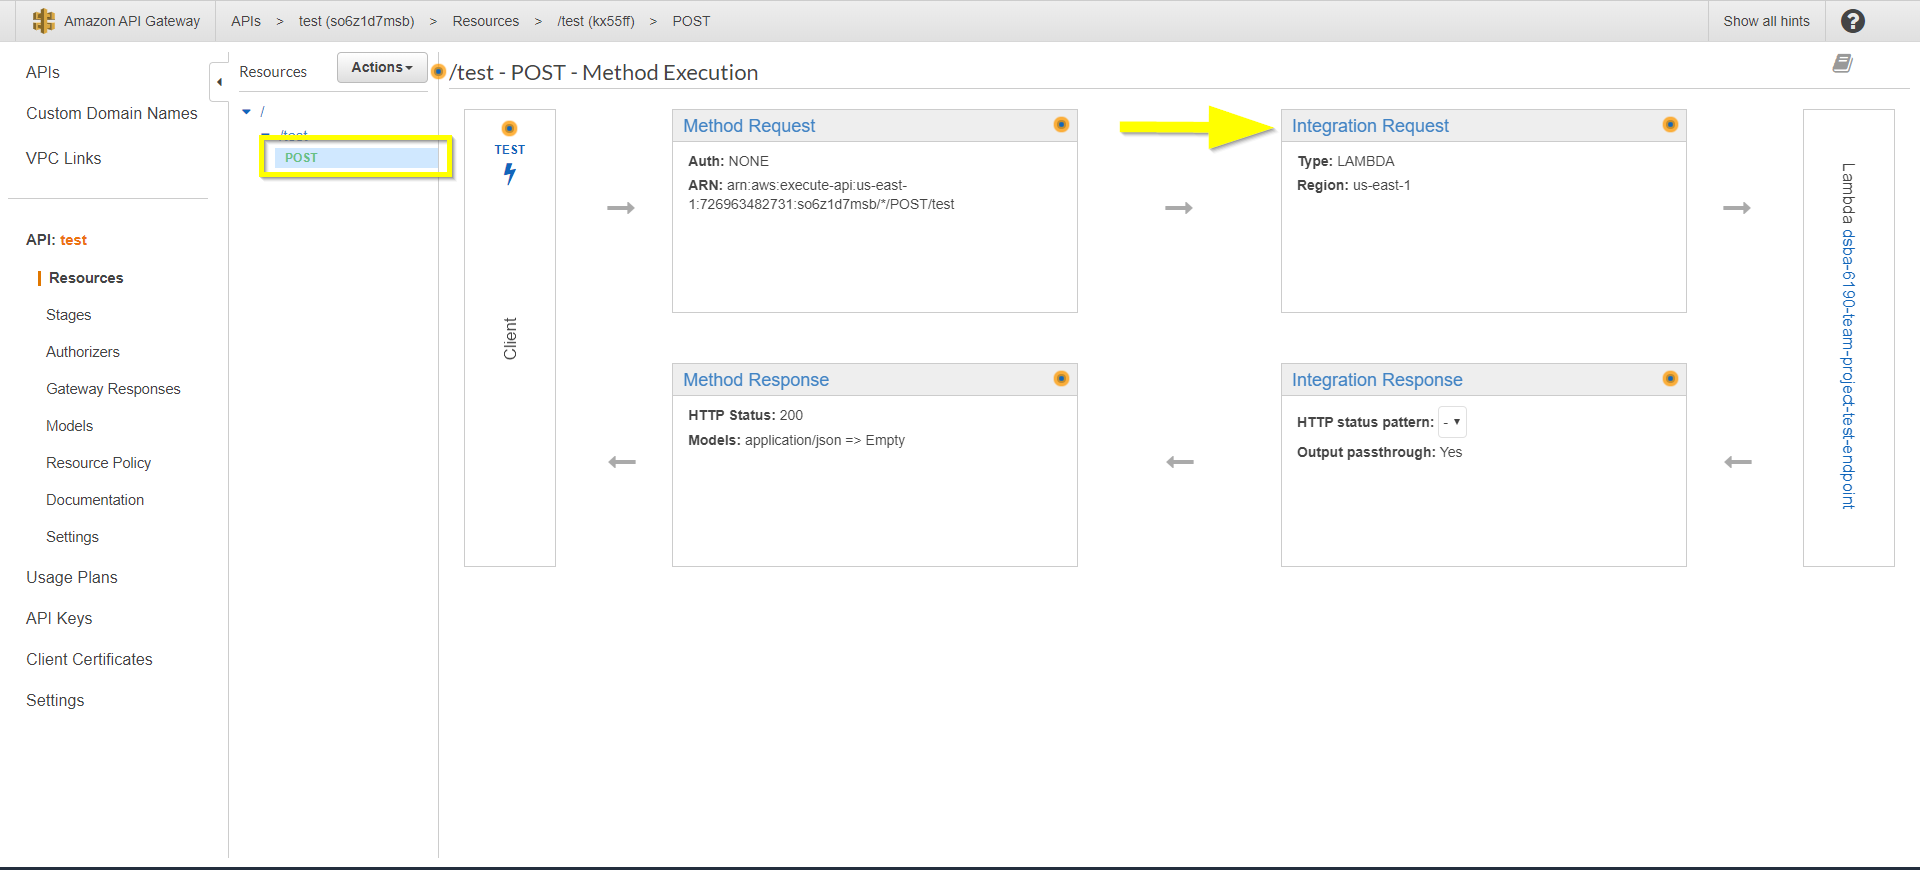 Amazon API Gateway
APIs > test (so6z1d7msb) > Resources > /test (kx55ff) > POST
Show all hints
?
APIs
Custom Domain Names
VPC Links
API: test
Resources
Stages
Authorizers
Gateway Responses
Models
Resource Policy
Documentation
Settings
Usage Plans
API Keys
Client Certificates
Settings
Resources
Actions
/
/test
POST
/test - POST - Method Execution
TEST
Client
Method Request
Auth: NONE
ARN: arn:aws:execute-api:us-east-
1:726963482731:so6z1d7msb/*/POST/test
Integration Request
Type: LAMBDA
Region: us-east-1
Method Response
HTTP Status: 200
Models: application/json => Empty
Integration Response
HTTP status pattern: -
Output passthrough: Yes
Lambda dsba-6190-team-project-test-endpoint